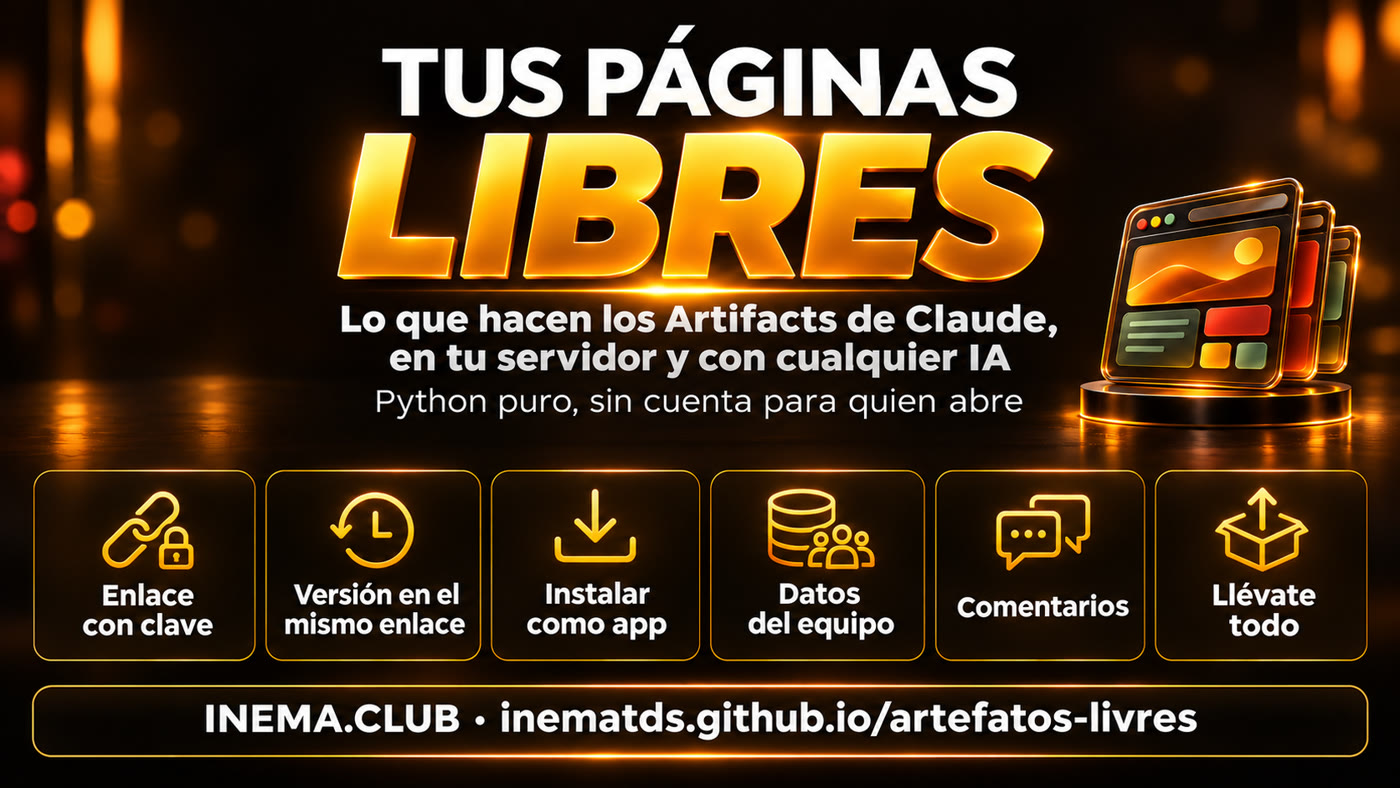 TUS PÁGINAS
LIBRES
Lo que hacen los Artifacts de Claude,
en tu servidor y con cualquier IA
Python puro, sin cuenta para quien abre
Enlace
con clave
Versión en el
mismo enlace
Instalar
como app
Datos
del equipo
Comentarios
Llévate
todo
INEMA.CLUB • inematds.github.io/artefatos-livres